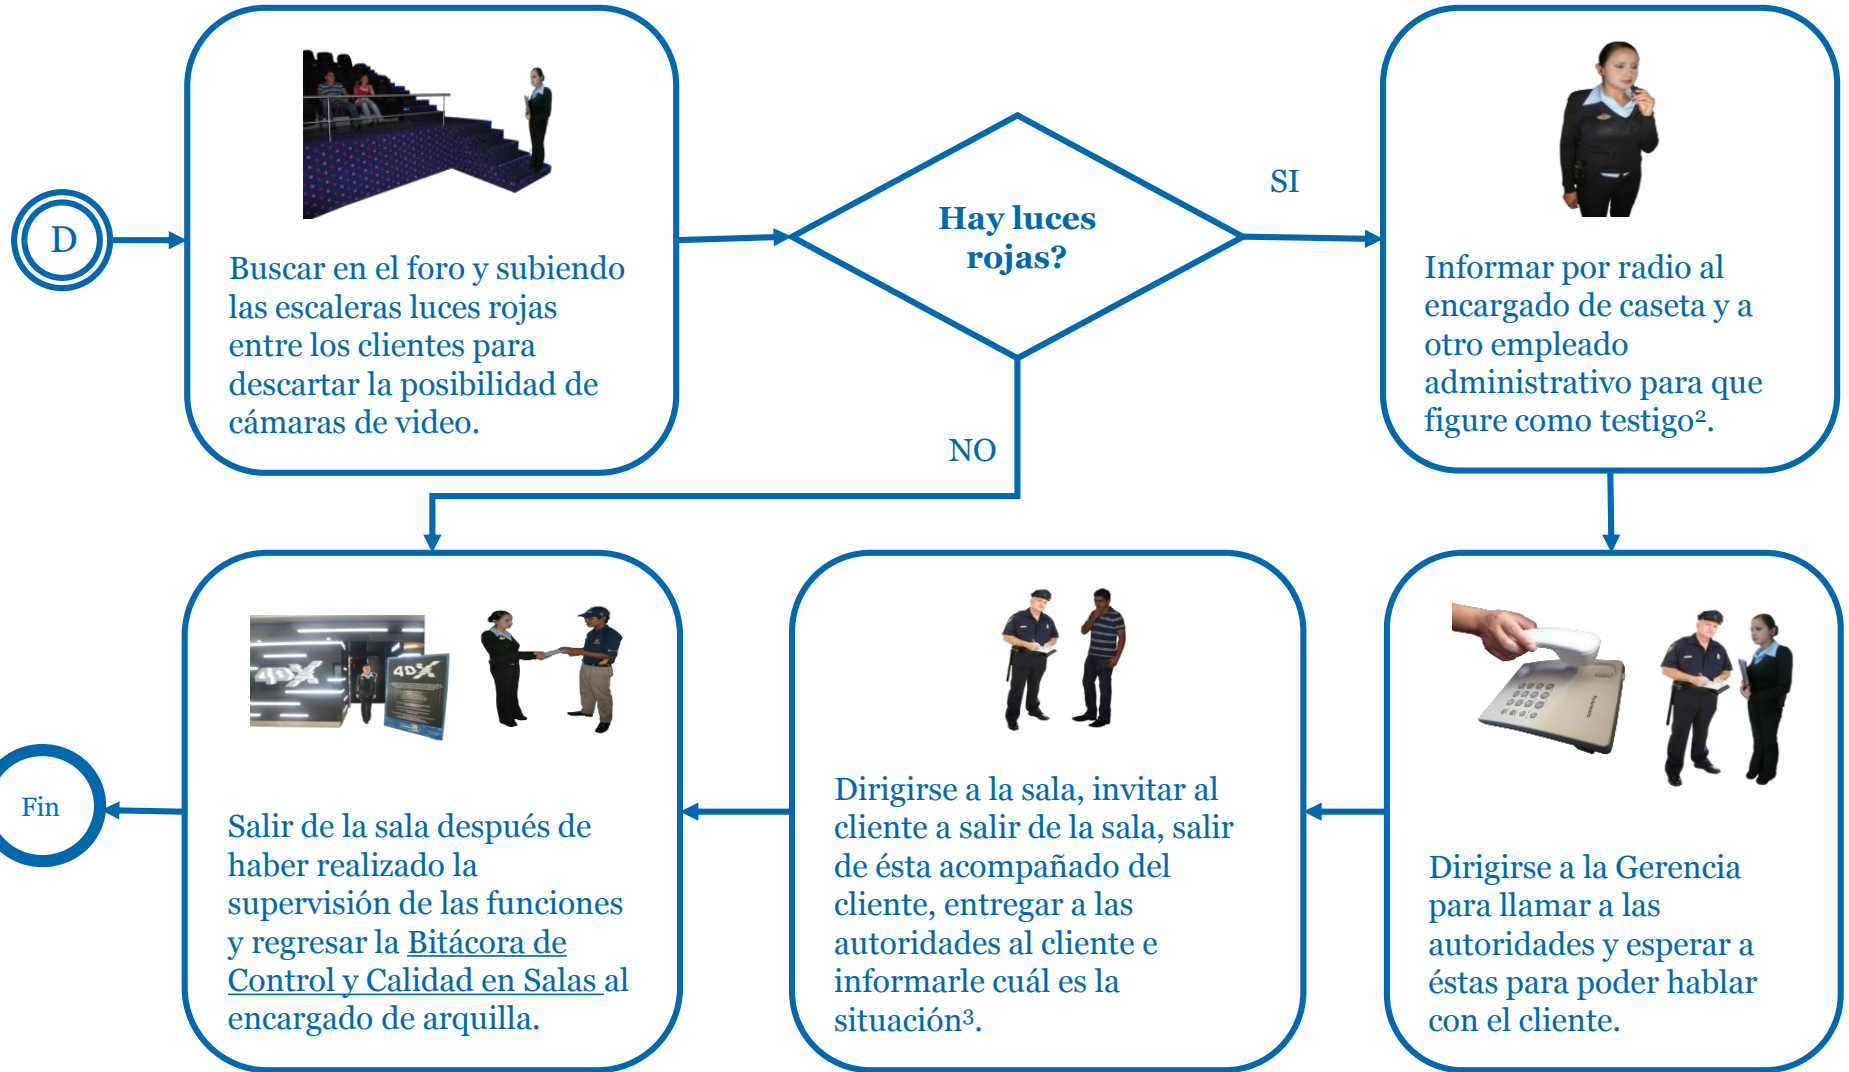 D
Buscar en el foro y subiendo
las escaleras luces rojas
entre los clientes para
descartar la posibilidad de
cámaras de video.
Hay luces
rojas?
SI
NO
Informar por radio al
encargado de caseta y a
otro empleado
administrativo para que
figure como testigo².
Dirigirse a la Gerencia
para llamar a las
autoridades y esperar a
éstas para poder hablar
con el cliente.
Dirigirse a la sala, invitar al
cliente a salir de la sala, salir
de ésta acompañado del
cliente, entregar a las
autoridades al cliente e
informarle cuál es la
situación³.
4DX
4DX
Salir de la sala después de
haber realizado la
supervisión de las funciones
y regresar la Bitácora de
Control y Calidad en Salas al
encargado de arquilla.
Fin